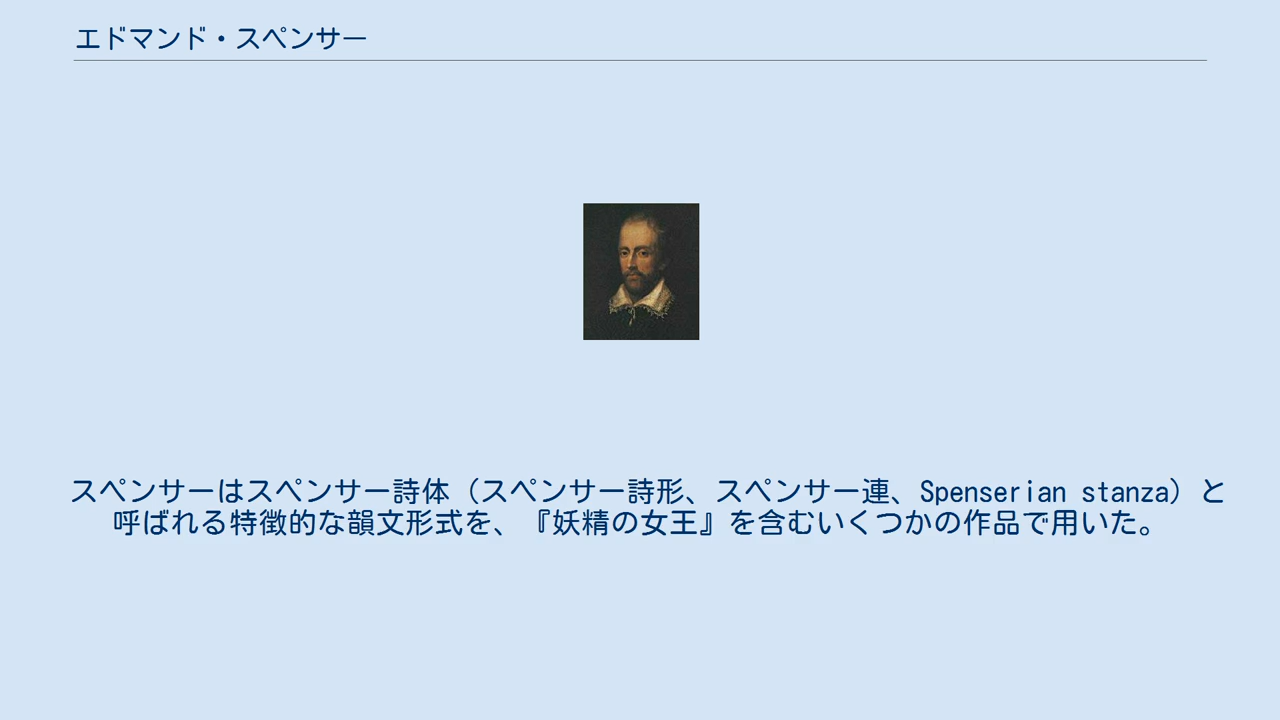 エドマンド・スペンサー
スペンサーはスペンサー詩体（スペンサー詩形、スペンサー連、Spenserian stanza）と
呼ばれる特徴的な韻文形式を、『妖精の女王』を含むいくつかの作品で用いた。